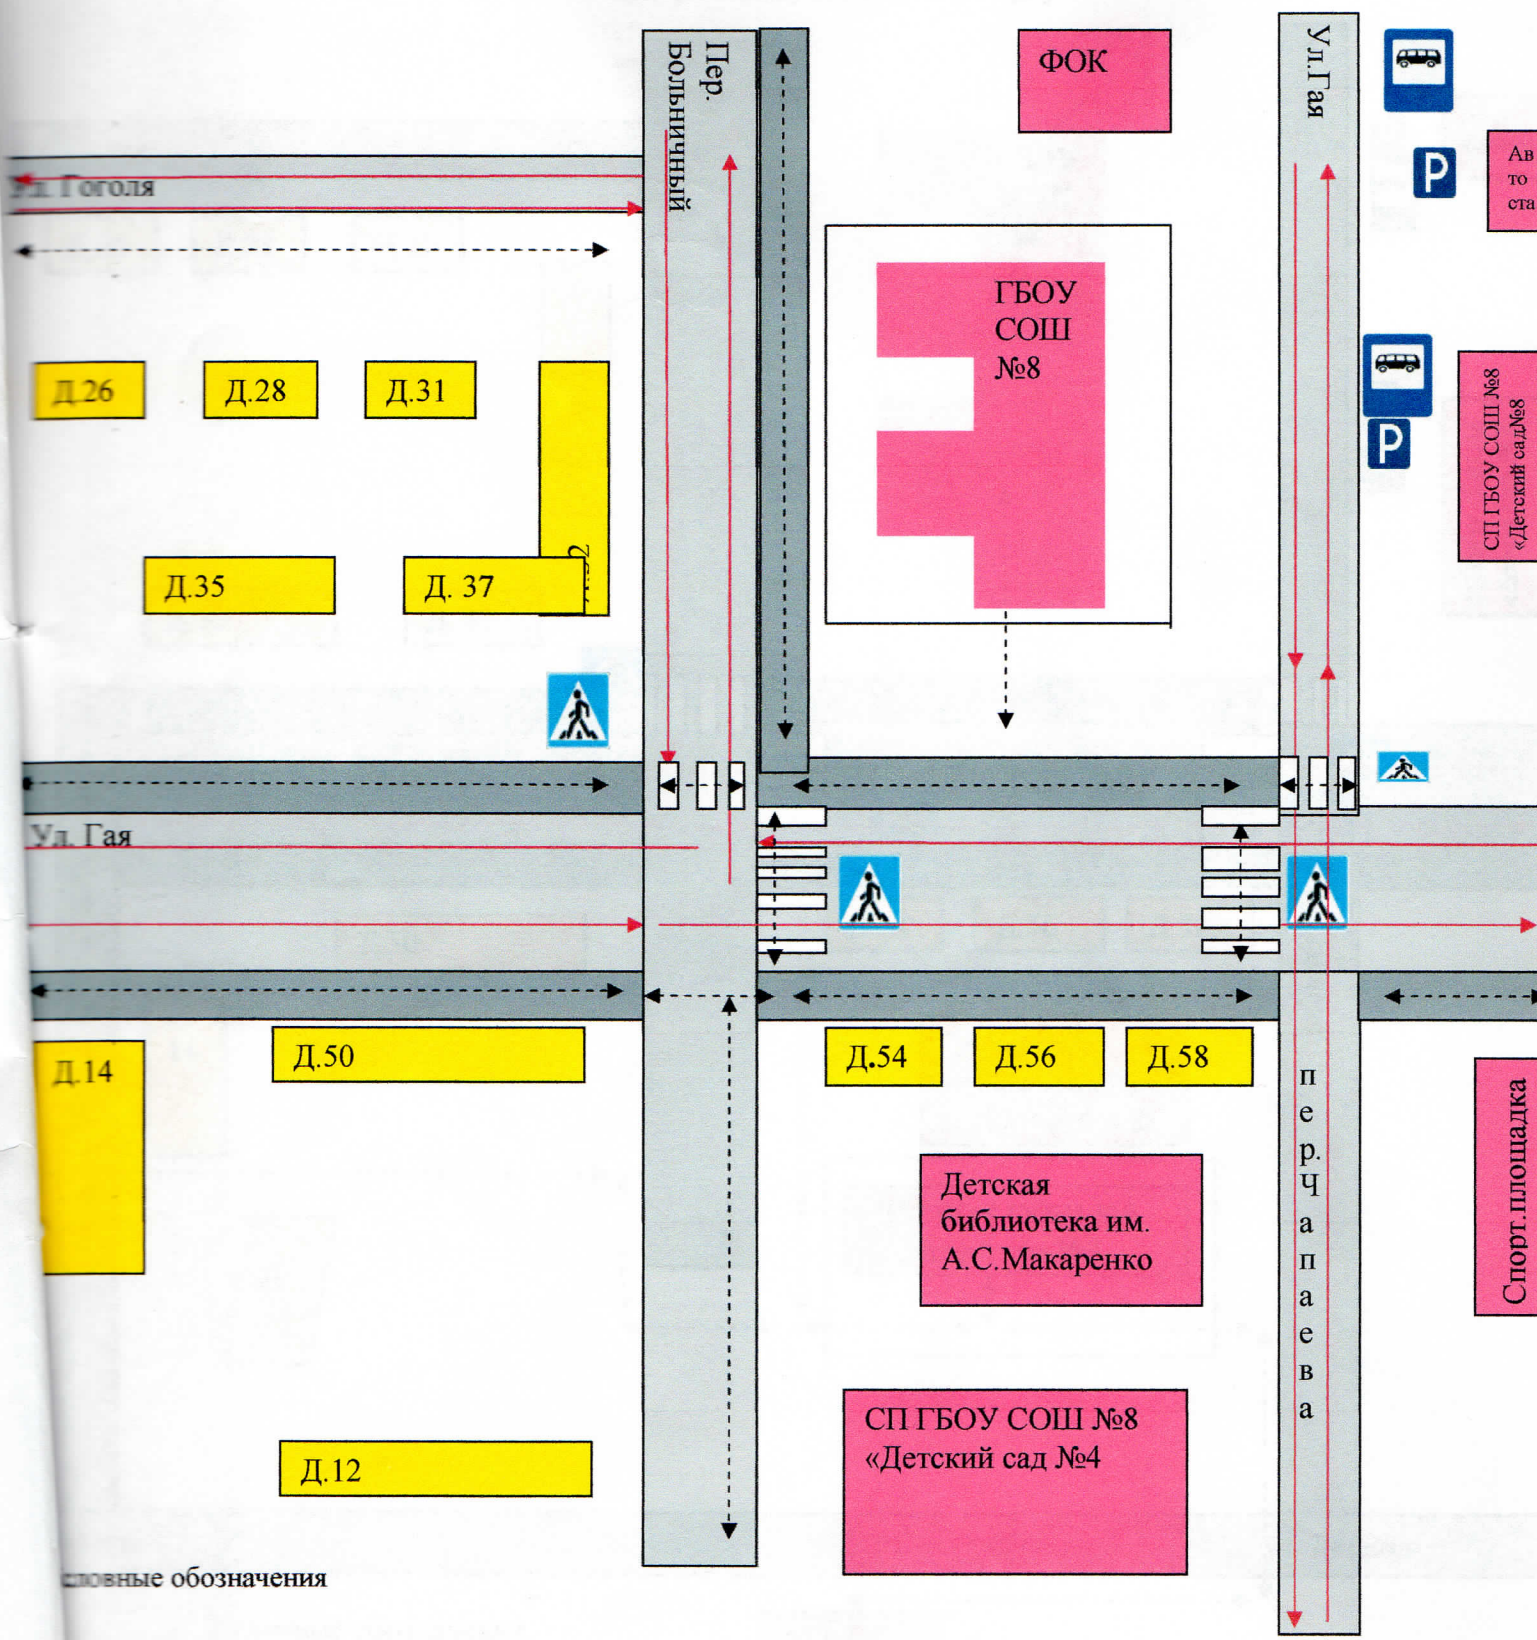 Пер.
Больничный
ФОК
Ул.Гая
P
Ав
то
ста
Ул. Гоголя
ГБОУ
СОШ
№8
Д.26
Д.28
Д.31
СП ГБОУ СОШ №8
«Детский сад№8
P
Д.35
Д. 37
Ул. Гая
Д.14
Д.50
Д.54
Д.56
Д.58
пер.Чапаева
Спорт.площадка
Детская
библиотека им.
А.С.Макаренко
СП ГБОУ СОШ №8
«Детский сад №4
Д.12
словные обозначения